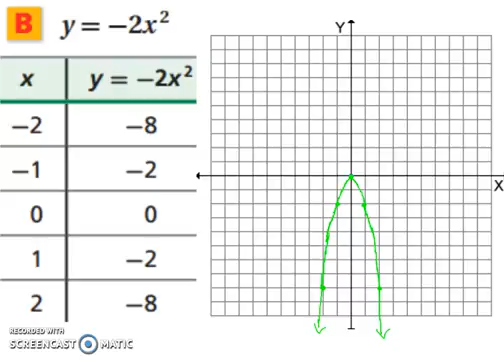 B y = −2x²
x y = −2x²
−2 −8
−1 −2
0 0
1 −2
2 −8
Y
X
RECORDED WITH
SCREENCAST MATIC